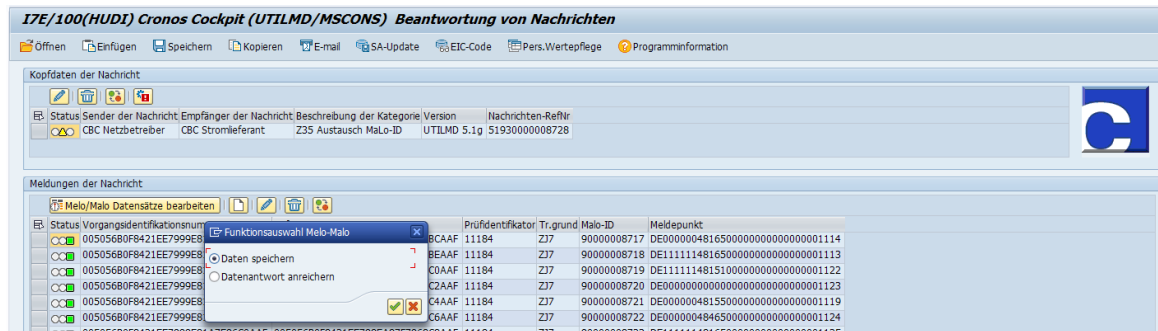 I7E/100(HUDI) Cronos Cockpit (UTILMD/MSCONS) Beantwortung von Nachrichten
Öffnen Einfügen Speichern Kopieren E-mail SA-Update EIC-Code Pers.Wertepflege Programminformation
Kopfdaten der Nachricht
Status Sender der Nachricht Empfänger der Nachricht Beschreibung der Kategorie Version Nachrichten-RefNr
CBC Netzbetreiber CBC Stromlieferant Z35 Austausch MaLo-ID UTILMD 5.1g 51930000008728
Meldungen der Nachricht
Melo/Malo Datensätze bearbeiten
Status Vorgangsidentifikationsnum Prüfidentifikator Tr.grund Malo-ID Meldepunkt
Funktionsauswahl Melo-Malo
Daten speichern
Datenantwort anreichern
005056B0F8421EE7999E8 BCAAF 11184 ZJ7 90000008717 DE0000004816500000000000000001114
005056B0F8421EE7999E8 BEAAF 11184 ZJ7 90000008718 DE1111114816500000000000000001113
005056B0F8421EE7999E8 C0AAF 11184 ZJ7 90000008719 DE1111114815100000000000000001122
005056B0F8421EE7999E8 11184 ZJ7 90000008720 DE0000000000000000000000000001123
005056B0F8421EE7999E8 C4AAF 11184 ZJ7 90000008721 DE0000004815500000000000000001119
005056B0F8421EE7999E8 C6AAF 11184 ZJ7 90000008722 DE0000004846500000000000000001124